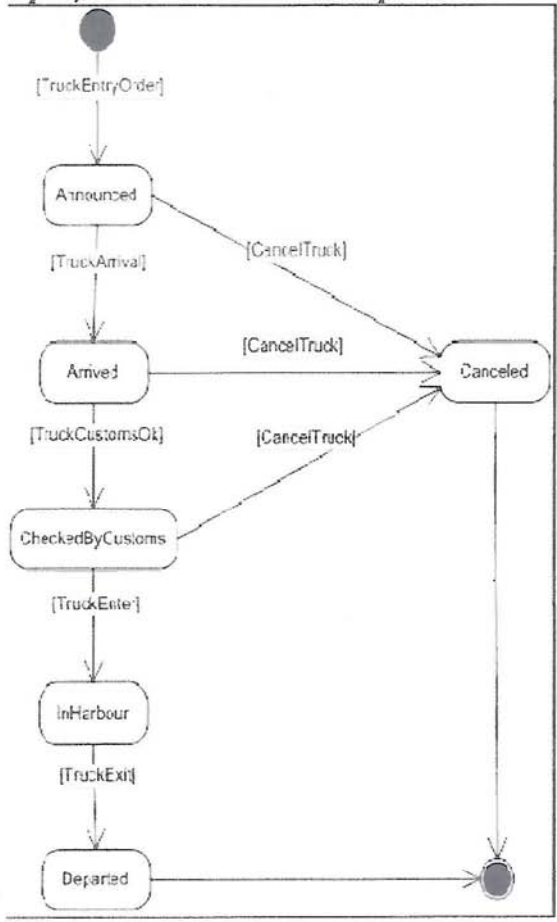 [TruckEntryOrder]
Announced
[TruckArrival]
[CancelTruck]
[CancelTruck]
Arrived
Canceled
[TruckCustomsOk]
[CancelTruck]
CheckedByCustoms
[TruckEnter]
InHarbour
[TruckExit]
Departed